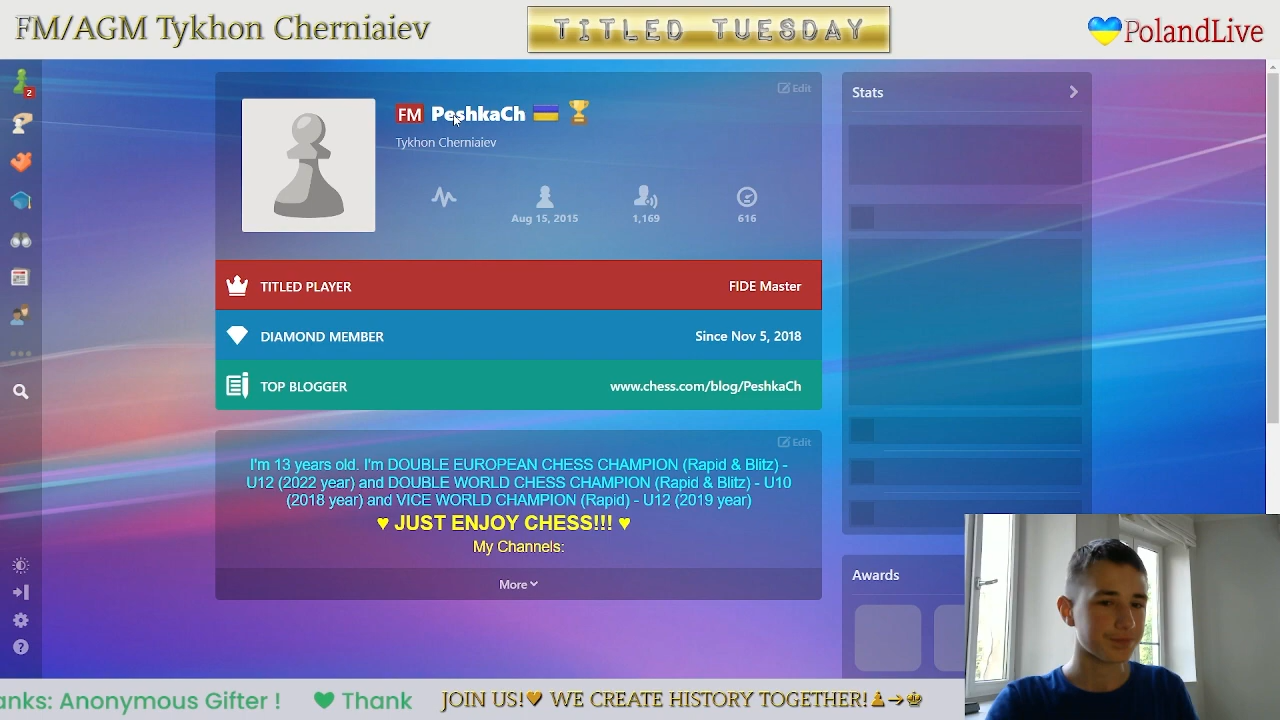 FM/AGM Tykhon Cherniaiev
TITLED TUESDAY
PolandLive
2
Edit
FM PeshkaCh
Tykhon Cherniaiev
Aug 15, 2015
1,169
616
TITLED PLAYER
FIDE Master
DIAMOND MEMBER
Since Nov 5, 2018
TOP BLOGGER
www.chess.com/blog/PeshkaCh
Edit
I'm 13 years old. I'm DOUBLE EUROPEAN CHESS CHAMPION (Rapid & Blitz) -
U12 (2022 year) and DOUBLE WORLD CHESS CHAMPION (Rapid & Blitz) - U10
(2018 year) and VICE WORLD CHAMPION (Rapid) - U12 (2019 year)
♥ JUST ENJOY CHESS!!! ♥
My Channels:
More
Stats
Awards
anks: Anonymous Gifter !
Thank
JOIN US!♥ WE CREATE HISTORY TOGETHER!♟→♚